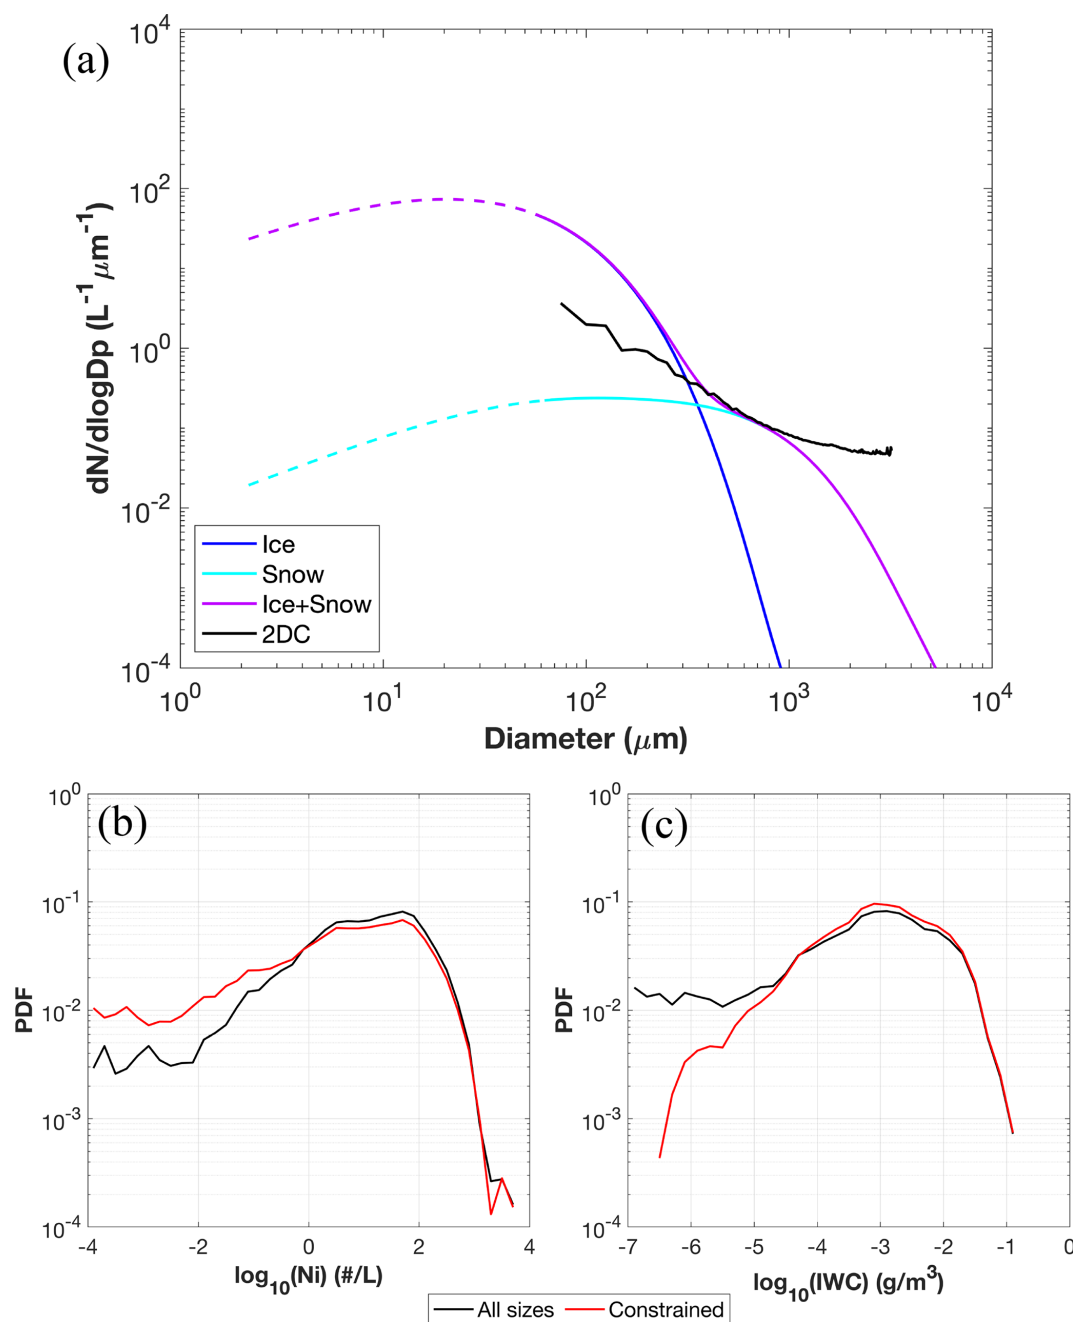 (a)
10^4
10^2
10^0
10^-2
10^-4
dN/dlogDp (L^-1 μm^-1)
Ice
Snow
Ice+Snow
2DC
10^0 10^1 10^2 10^3 10^4
Diameter (μm)
(b)
10^0
10^-1
10^-2
10^-3
10^-4
PDF
-4 -2 0 2 4
log10(Ni) (#/L)
(c)
10^0
10^-1
10^-2
10^-3
10^-4
PDF
-7 -6 -5 -4 -3 -2 -1 0
log10(IWC) (g/m^3)
All sizes Constrained